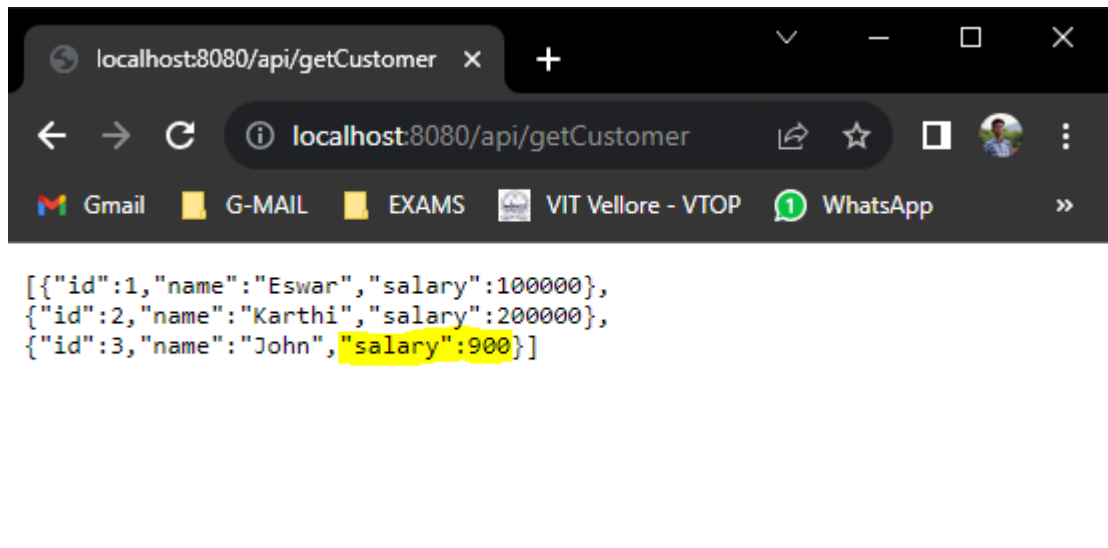 localhost:8080/api/getCustomer
localhost:8080/api/getCustomer
Gmail G-MAIL EXAMS VIT Vellore - VTOP 1 WhatsApp »
[{"id":1,"name":"Eswar","salary":100000},
{"id":2,"name":"Karthi","salary":200000},
{"id":3,"name":"John","salary":900}]